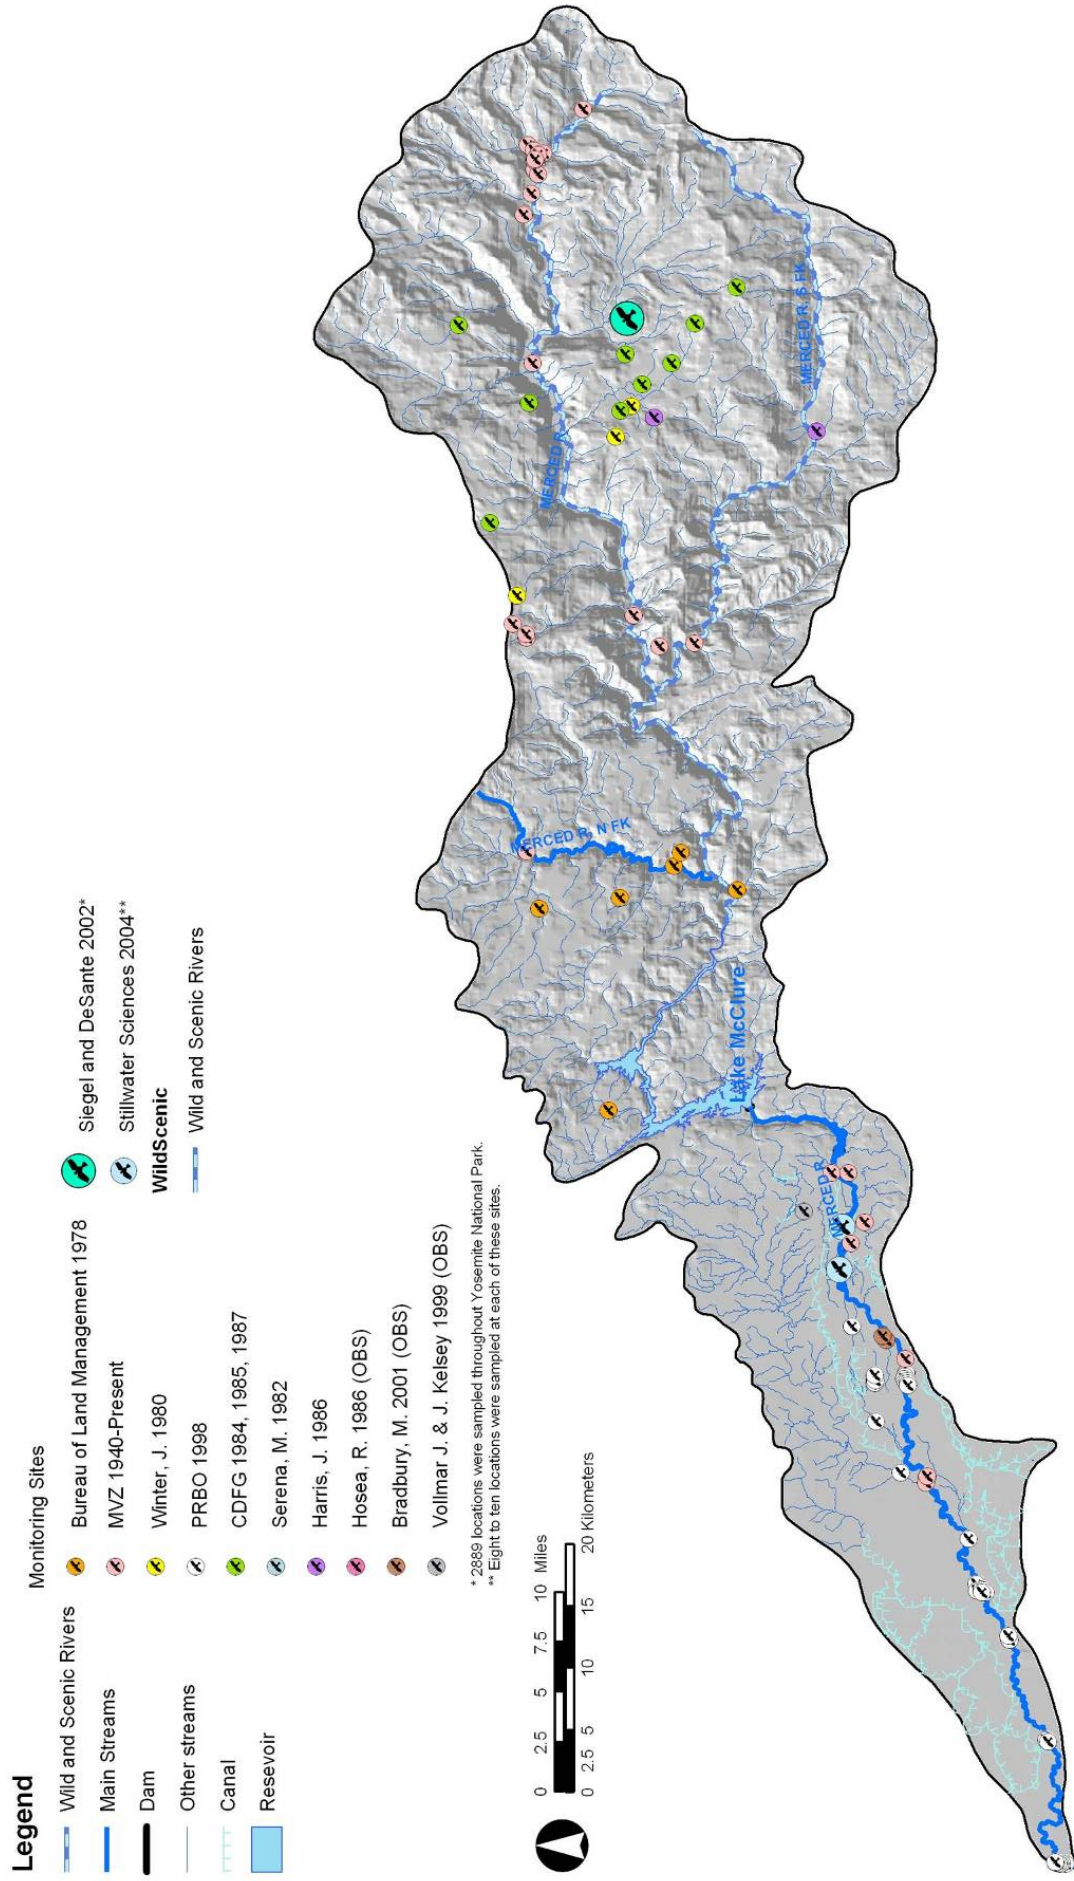 Legend
Wild and Scenic Rivers
Main Streams
Dam
Other streams
Canal
Resevoir
Monitoring Sites
Bureau of Land Management 1978
MVZ 1940-Present
Winter, J. 1980
PRBO 1998
CDFG 1984, 1985, 1987
Serena, M. 1982
Harris, J. 1986
Hosea, R. 1986 (OBS)
Bradbury, M. 2001 (OBS)
Vollmar J. & J. Kelsey 1999 (OBS)
Siegel and DeSante 2002*
Stillwater Sciences 2004**
WildScenic
Wild and Scenic Rivers
* 2889 locations were sampled throughout Yosemite National Park.
** Eight to ten locations were sampled at each of these sites.
0 2.5 5 7.5 10 Miles
0 2.5 5 10 15 20 Kilometers
MERCED R.
Lake McClure
MERCED R, N FK
MERCED R.
MERCED R, S FK